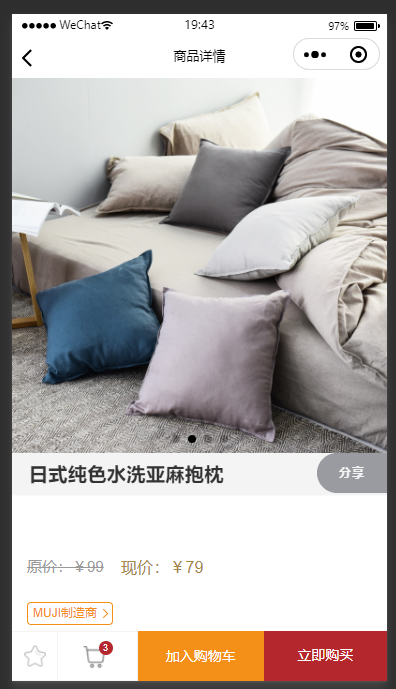 WeChat 19:43 97%
商品详情
日式纯色水洗亚麻抱枕 分享
原价：￥99 现价：￥79
MUJI制造商
3 加入购物车 立即购买